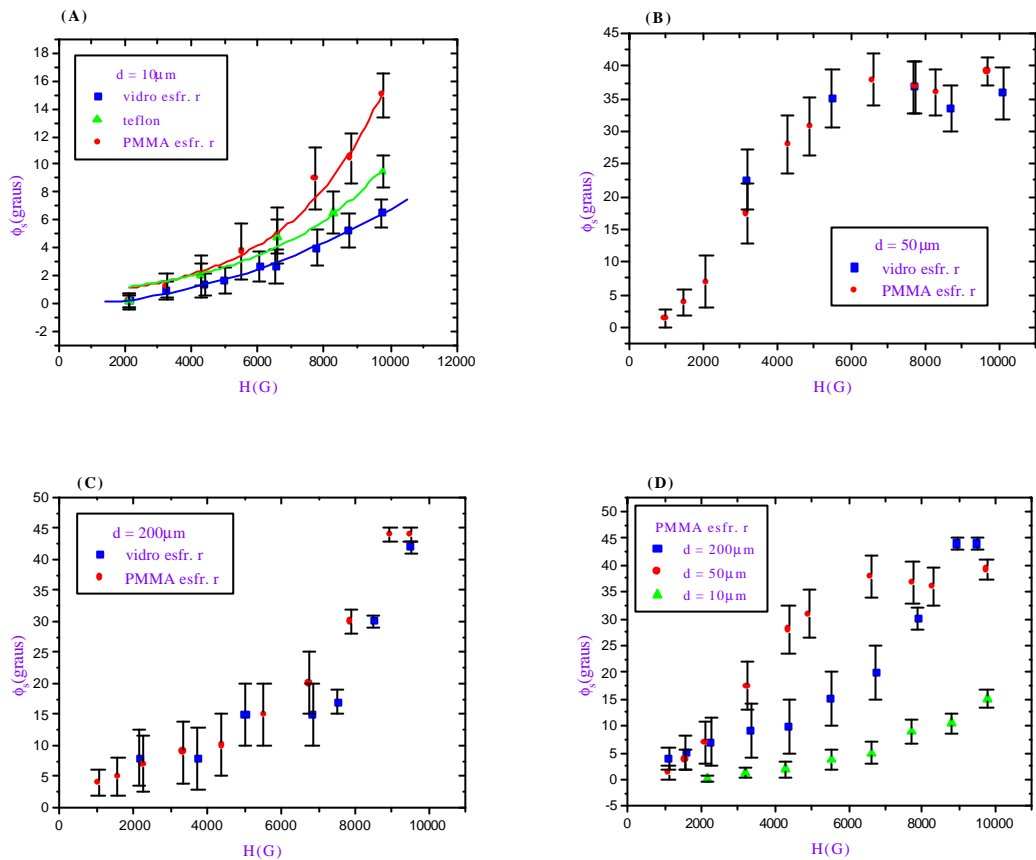 (A)
18
16
14
12
10
8
6
4
2
0
-2
ϕs(graus)
d = 10μm
vidro esfr. r
teflon
PMMA esfr. r
0 2000 4000 6000 8000 10000 12000
H(G)
(B)
45
40
35
30
25
20
15
10
5
0
ϕs(graus)
d = 50μm
vidro esfr. r
PMMA esfr. r
0 2000 4000 6000 8000 10000
H(G)
(C)
50
45
40
35
30
25
20
15
10
5
0
ϕs(graus)
d = 200μm
vidro esfr. r
PMMA esfr. r
0 2000 4000 6000 8000 10000
H(G)
(D)
50
45
40
35
30
25
20
15
10
5
0
-5
ϕs(graus)
PMMA esfr. r
d = 200μm
d = 50μm
d = 10μm
0 2000 4000 6000 8000 10000
H(G)